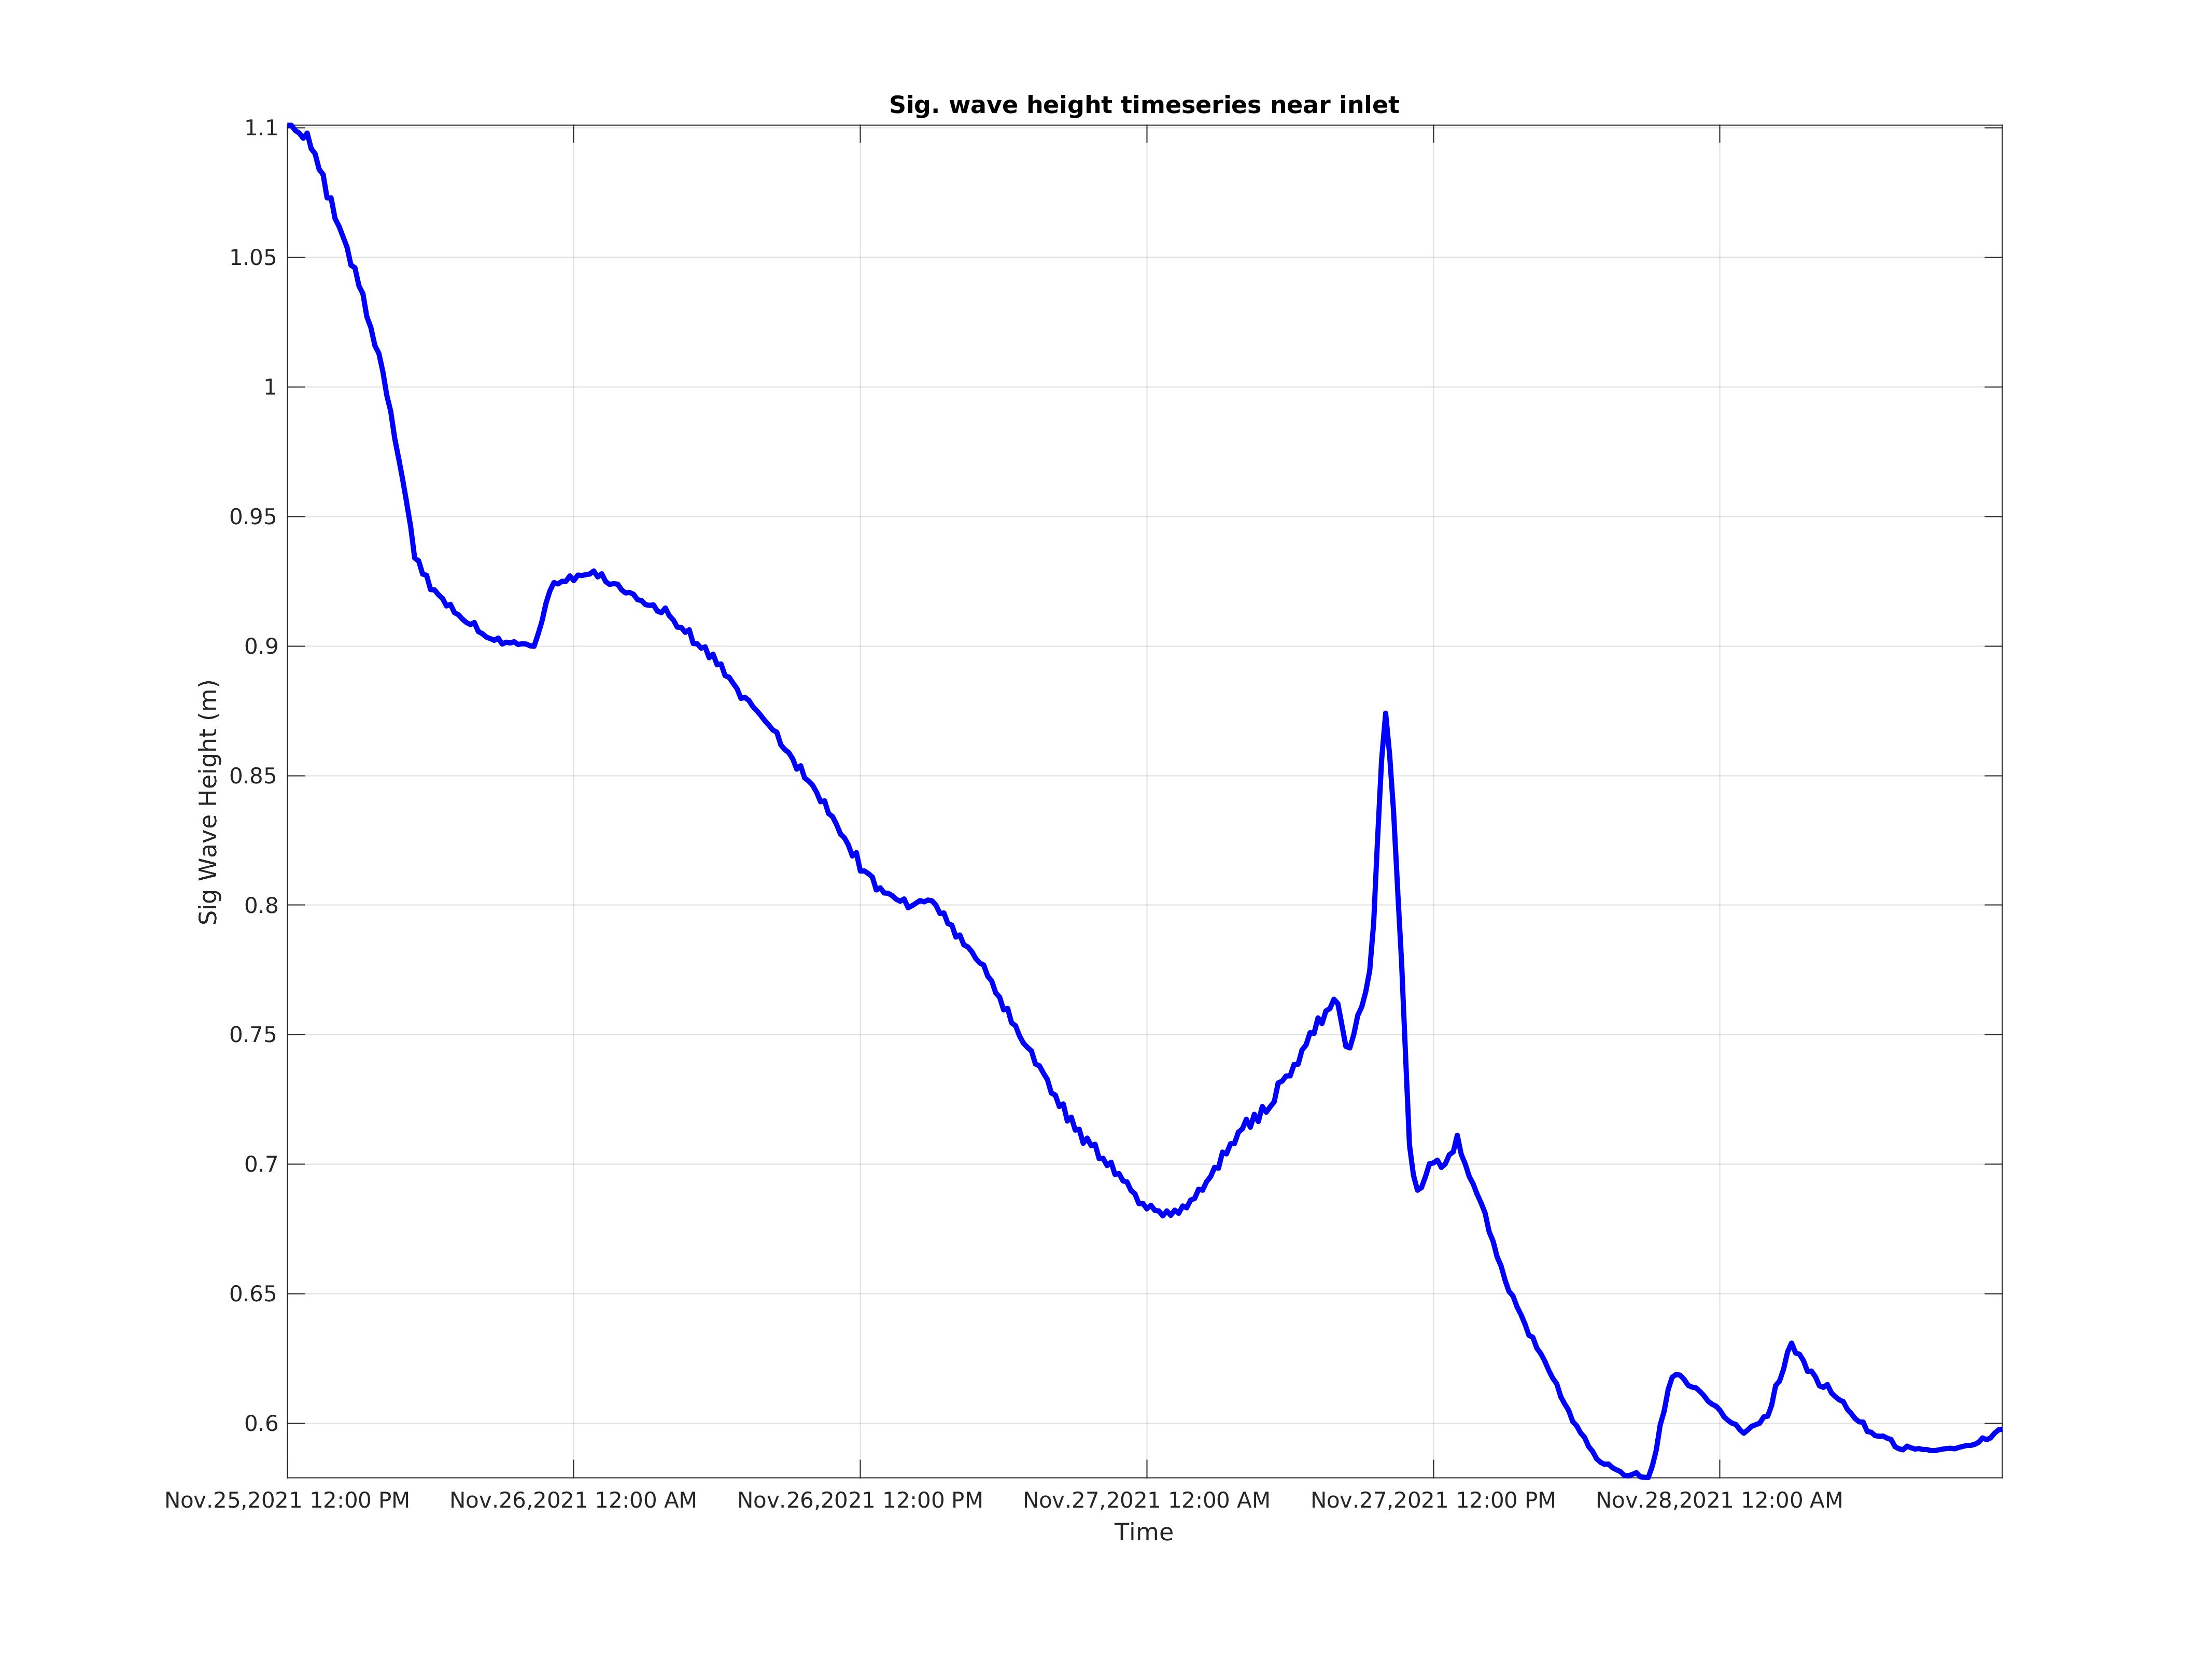 Sig. wave height timeseries near inlet
1.1
1.05
1
0.95
0.9
0.85
0.8
0.75
0.7
0.65
0.6
Sig Wave Height (m)
Nov.25,2021 12:00 PM Nov.26,2021 12:00 AM Nov.26,2021 12:00 PM Nov.27,2021 12:00 AM Nov.27,2021 12:00 PM Nov.28,2021 12:00 AM
Time